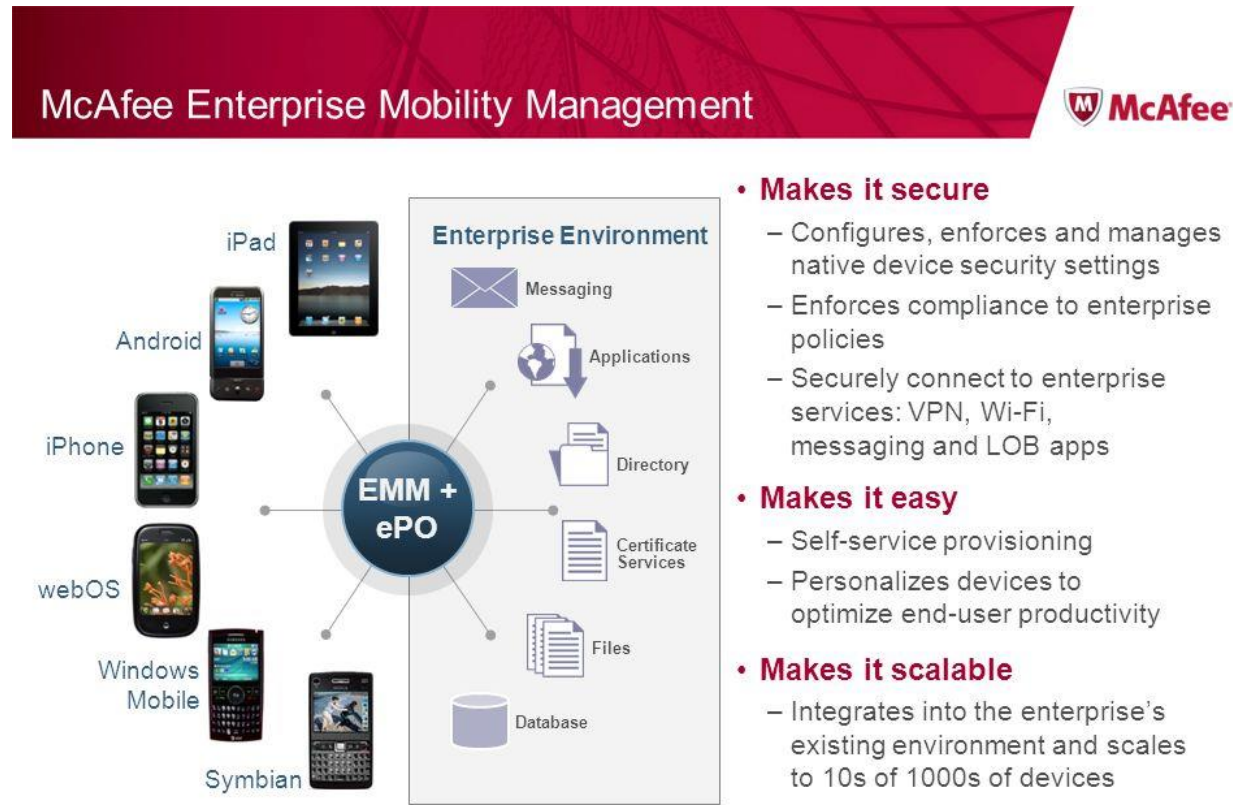 McAfee Enterprise Mobility Management
McAfee
iPad
Android
iPhone
webOS
Windows
Mobile
Symbian
EMM +
ePO
Enterprise Environment
Messaging
Applications
Directory
Certificate
Services
Files
Database
• Makes it secure
– Configures, enforces and manages
native device security settings
– Enforces compliance to enterprise
policies
– Securely connect to enterprise
services: VPN, Wi-Fi,
messaging and LOB apps
• Makes it easy
– Self-service provisioning
– Personalizes devices to
optimize end-user productivity
• Makes it scalable
– Integrates into the enterprise's
existing environment and scales
to 10s of 1000s of devices